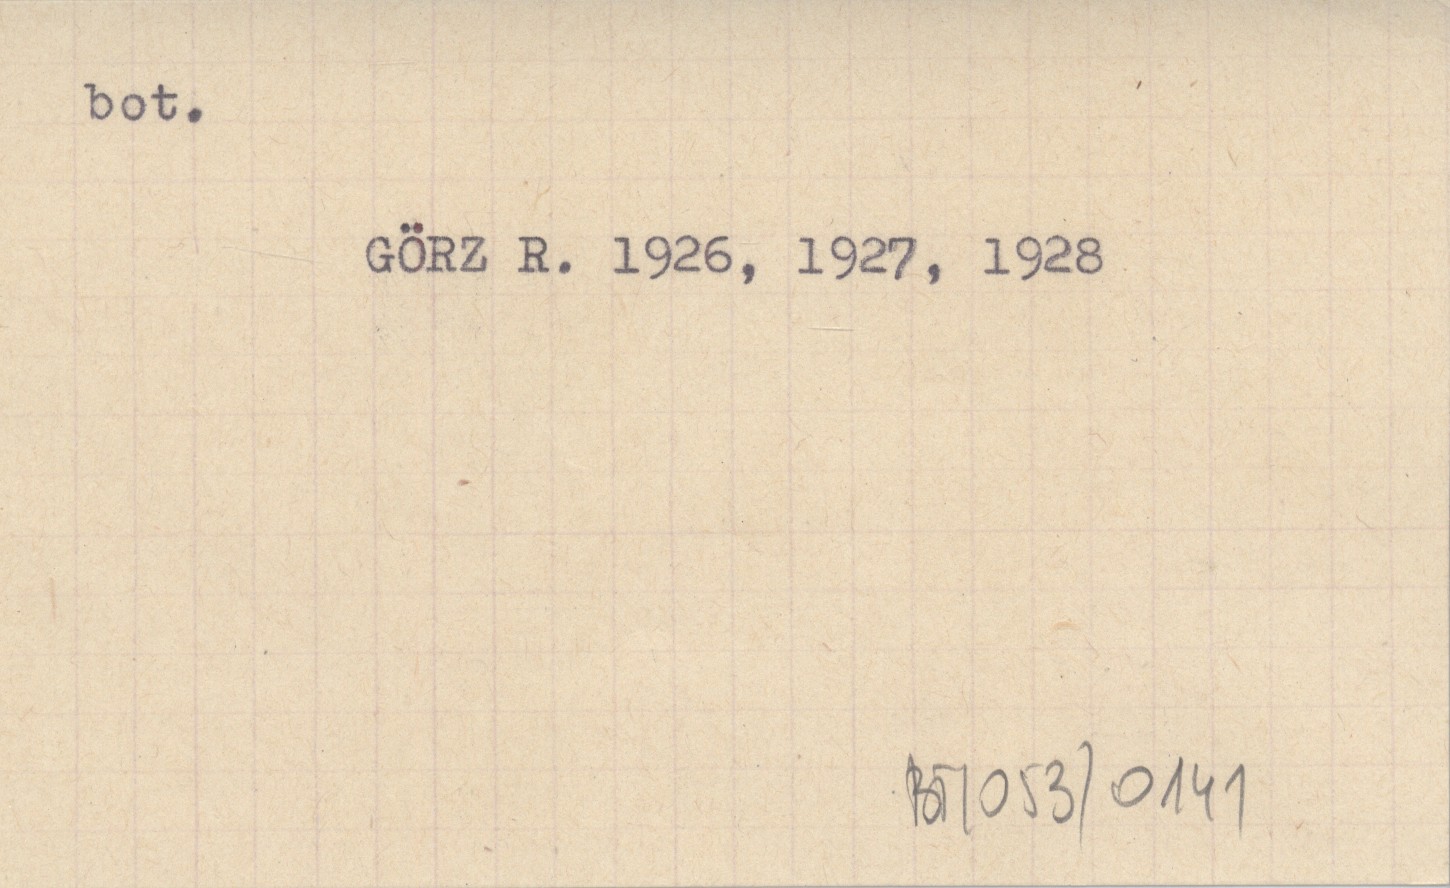 bot.
GÖRZ R. 1926, 1927, 1928
BT/053/0141